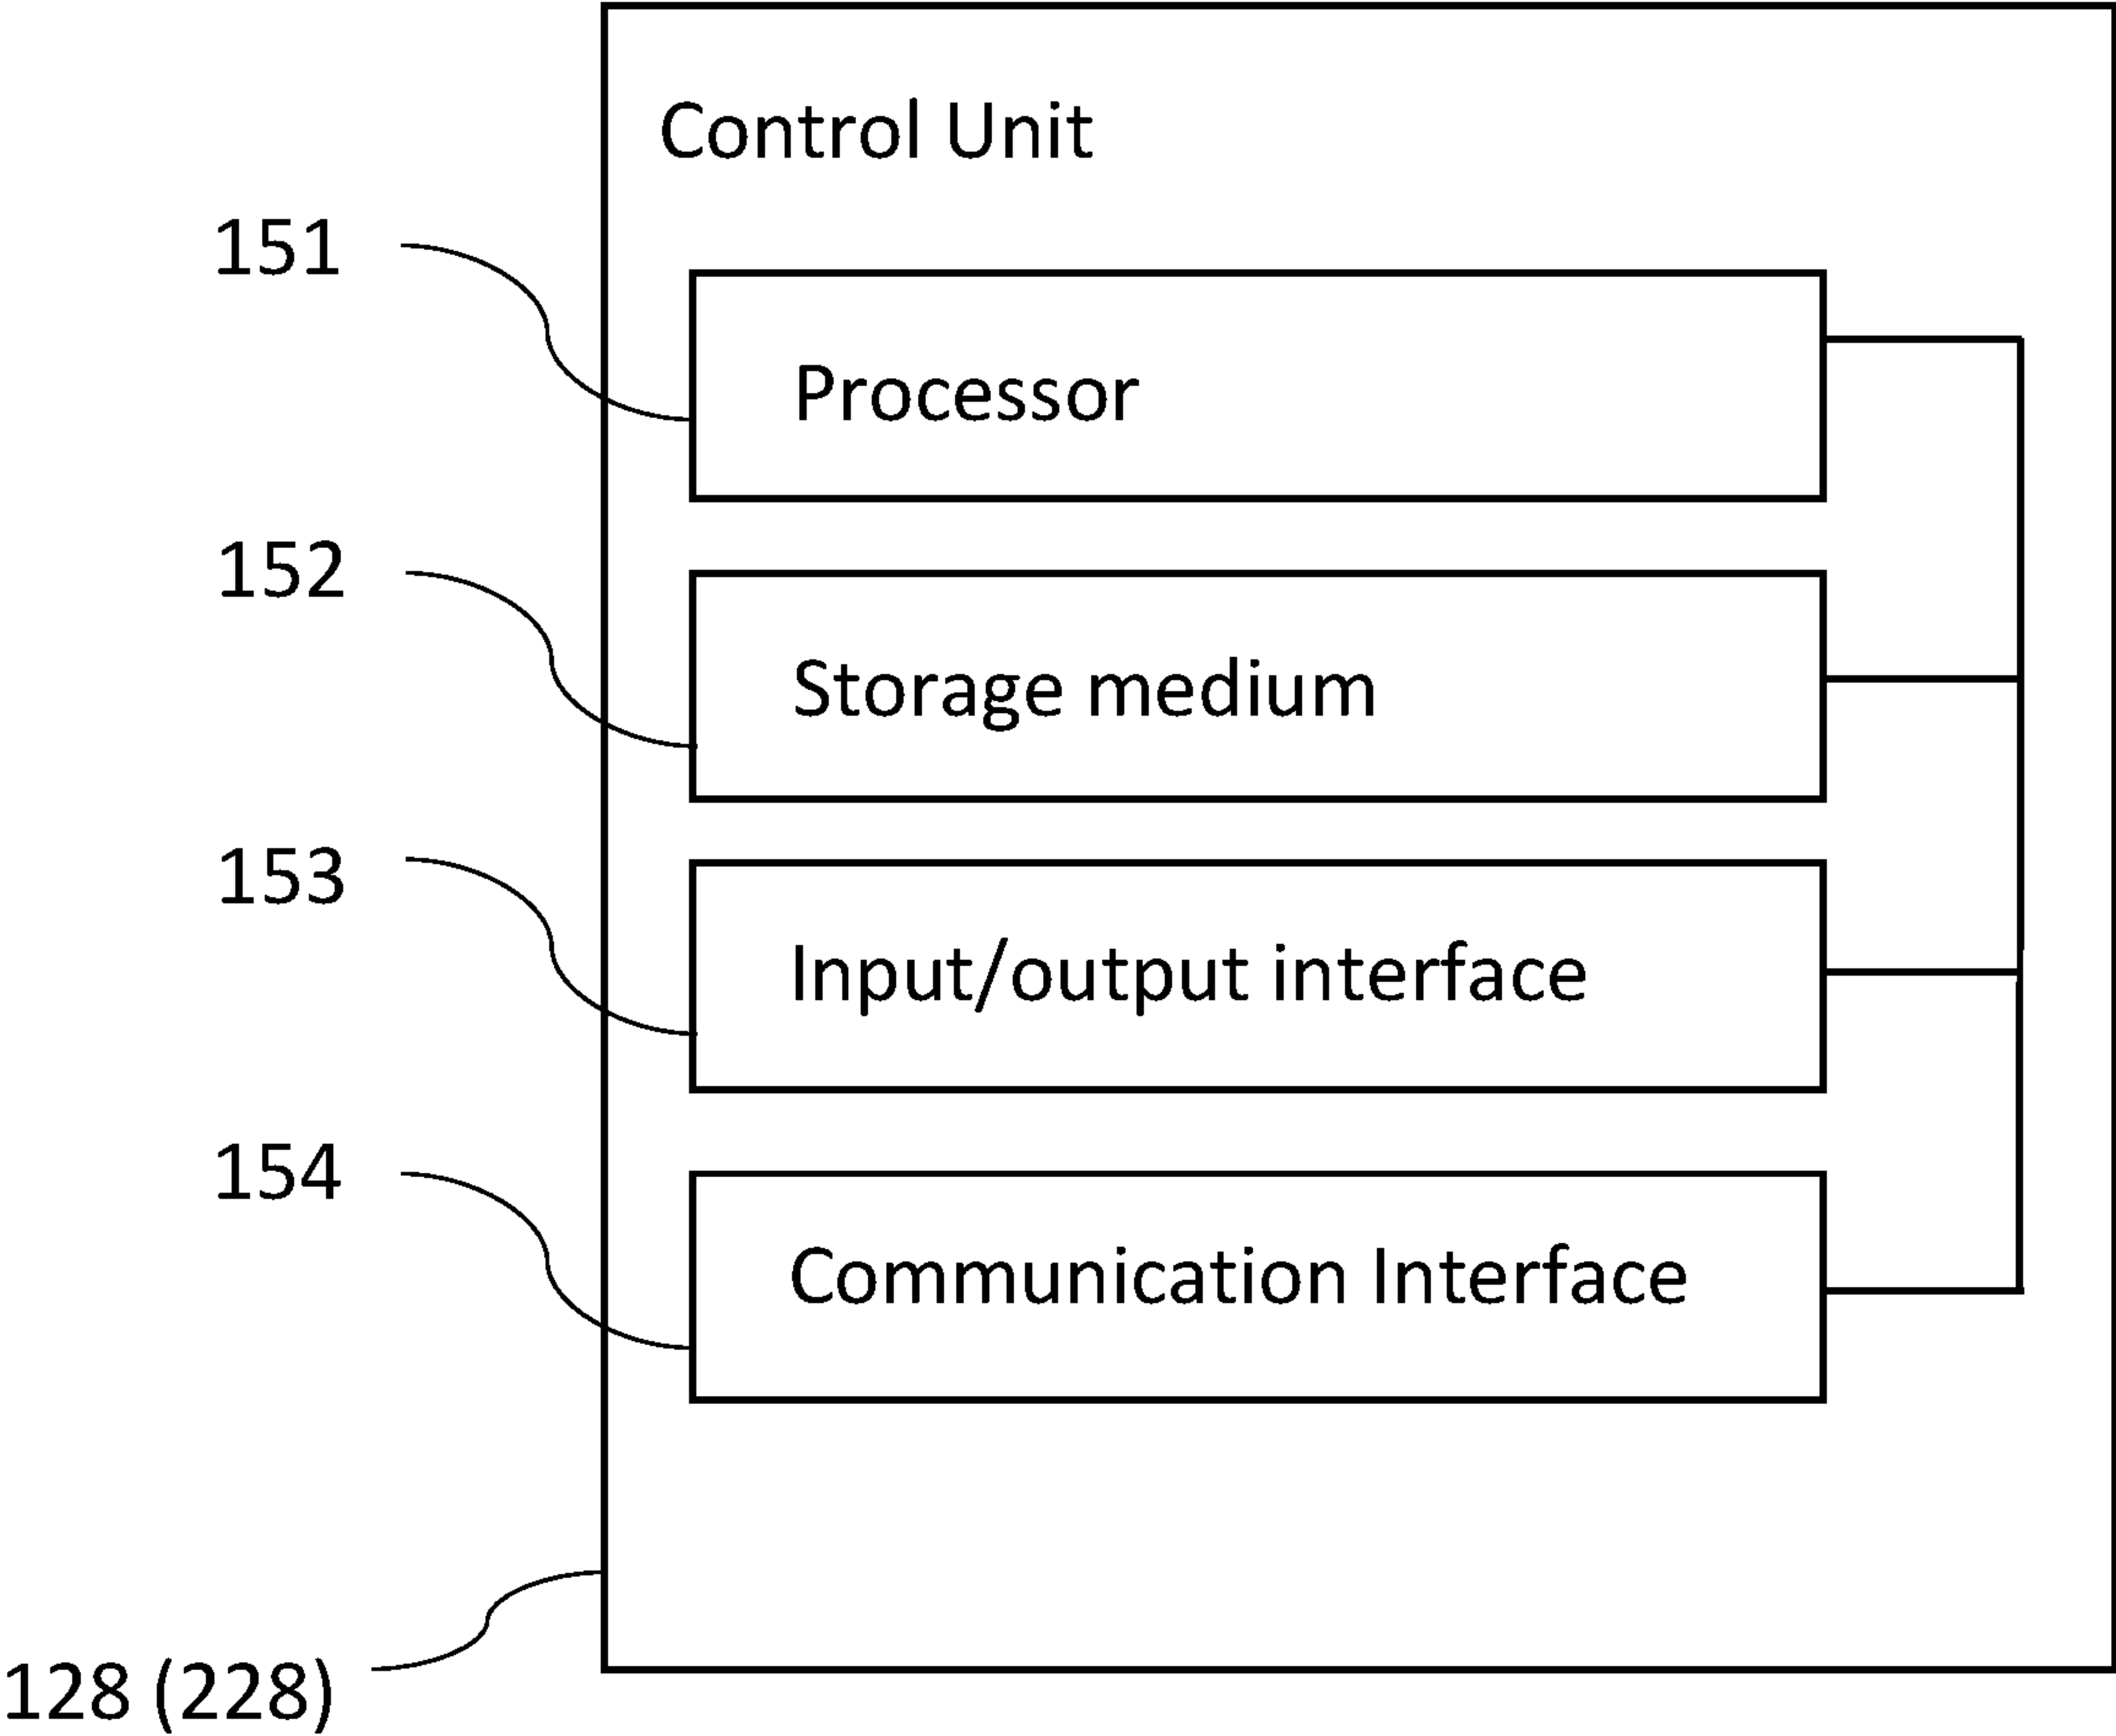 Control Unit
151
Processor
152
Storage medium
153
Input/output interface
154
Communication Interface
128 (228)